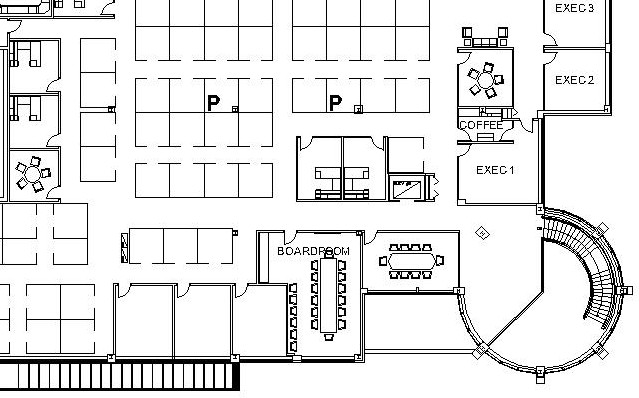 EXEC 3
EXEC 2
P
P
COFFEE
EXEC 1
BOARDROOM